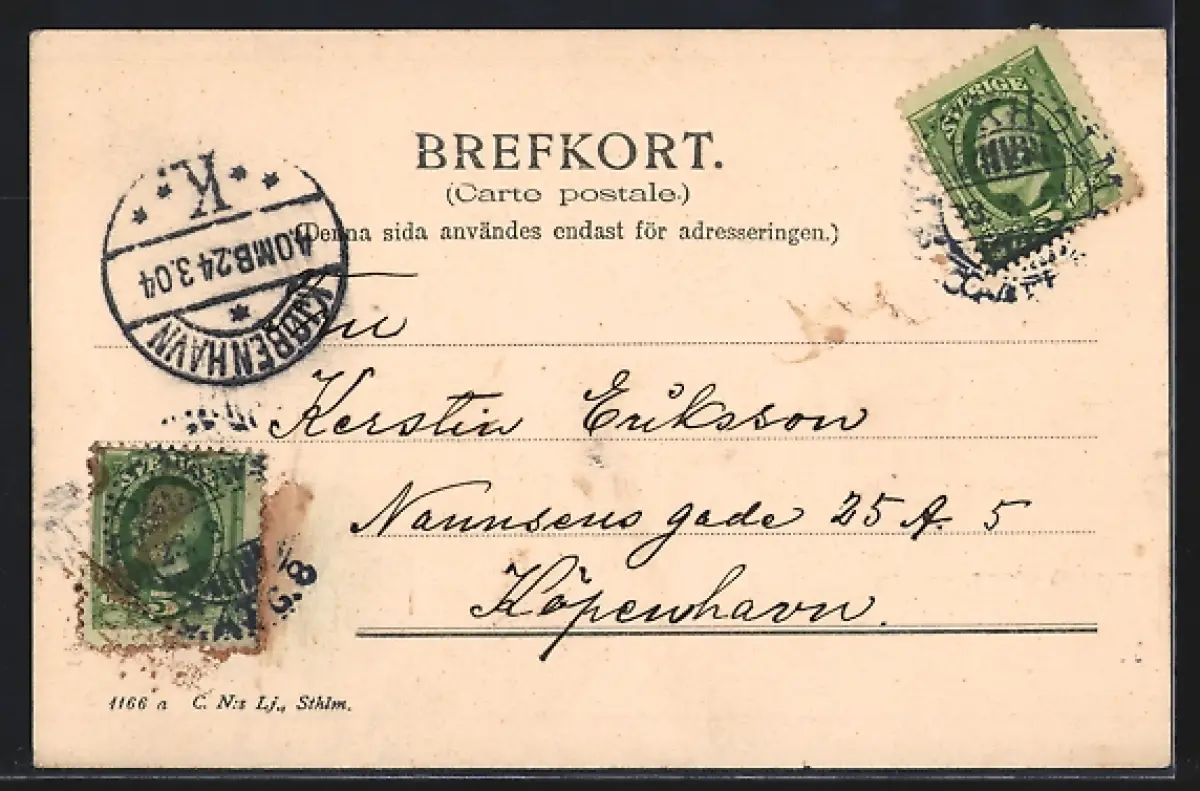 BREFKORT.
(Carte postale.)
(Denna sida användes endast för adresseringen.)
SVERIGE
K.
4.OMB.24 3.04
KJØBENHAVN
Kerstin Eriksson
Nannsens gade 25 A. 5
Köpenhavn.
5
1166 a C. N:s Lj., Sthlm.